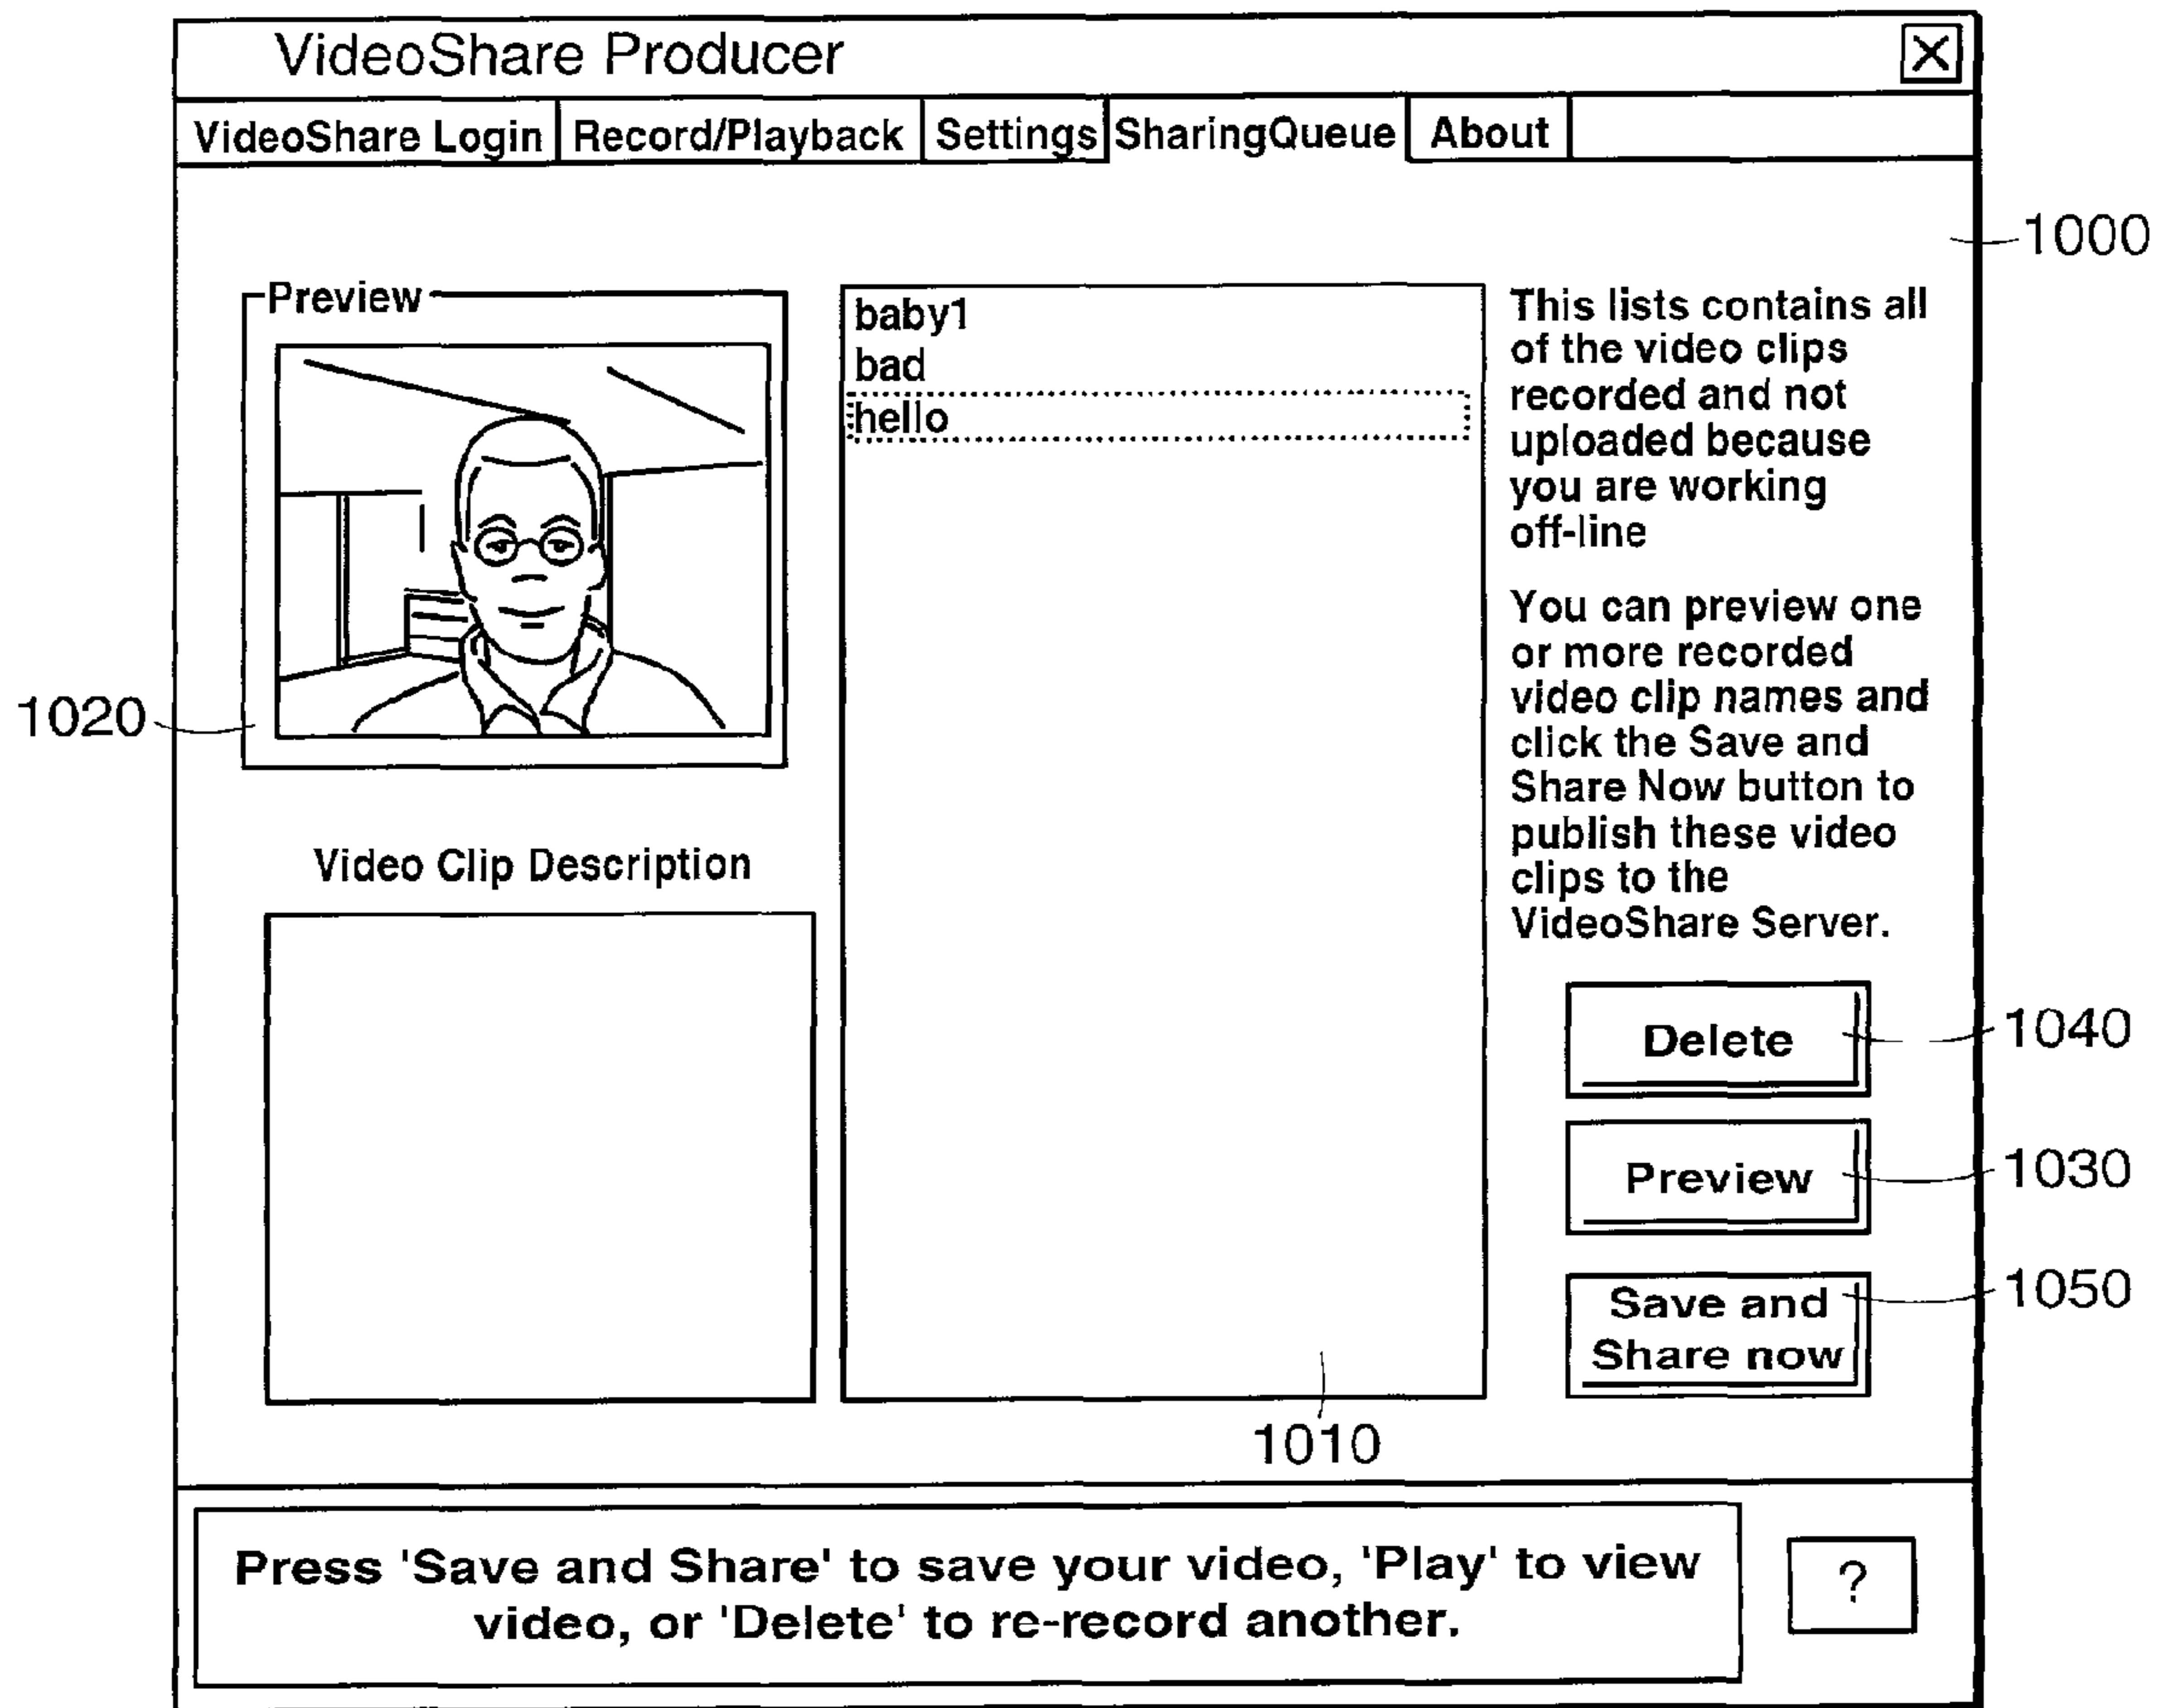 VideoShare Producer
VideoShare Login
Record/Playback
Settings
SharingQueue
About
1000
Preview
1020
Video Clip Description
baby1
bad
hello
1010
This lists contains all
of the video clips
recorded and not
uploaded because
you are working
off-line
You can preview one
or more recorded
video clip names and
click the Save and
Share Now button to
publish these video
clips to the
VideoShare Server.
Delete
1040
Preview
1030
Save and
Share now
1050
Press 'Save and Share' to save your video, 'Play' to view
video, or 'Delete' to re-record another.
?